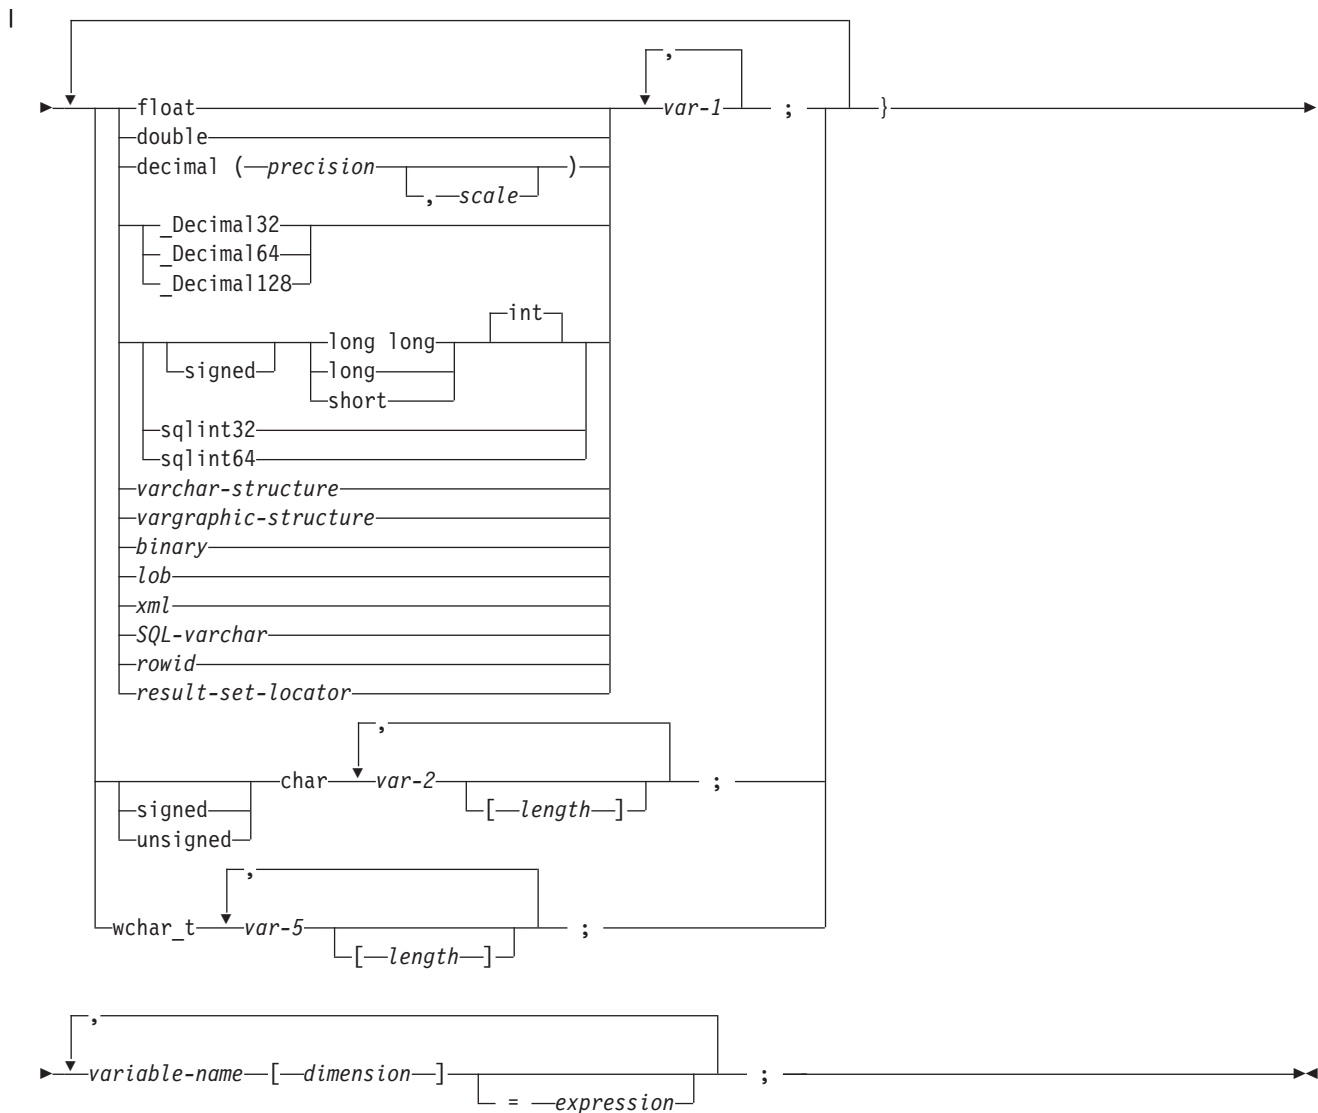 ,
float var-1 ; }
double
decimal ( precision )
, scale
_Decimal32
_Decimal64
_Decimal128
int
long long
signed long
short
sqlint32
sqlint64
varchar-structure
vargraphic-structure
binary
lob
xml
SQL-varchar
rowid
result-set-locator
,
char var-2 ;
signed [ length ]
unsigned
,
wchar_t var-5 ;
[ length ]
,
variable-name [ dimension ] ;
= expression